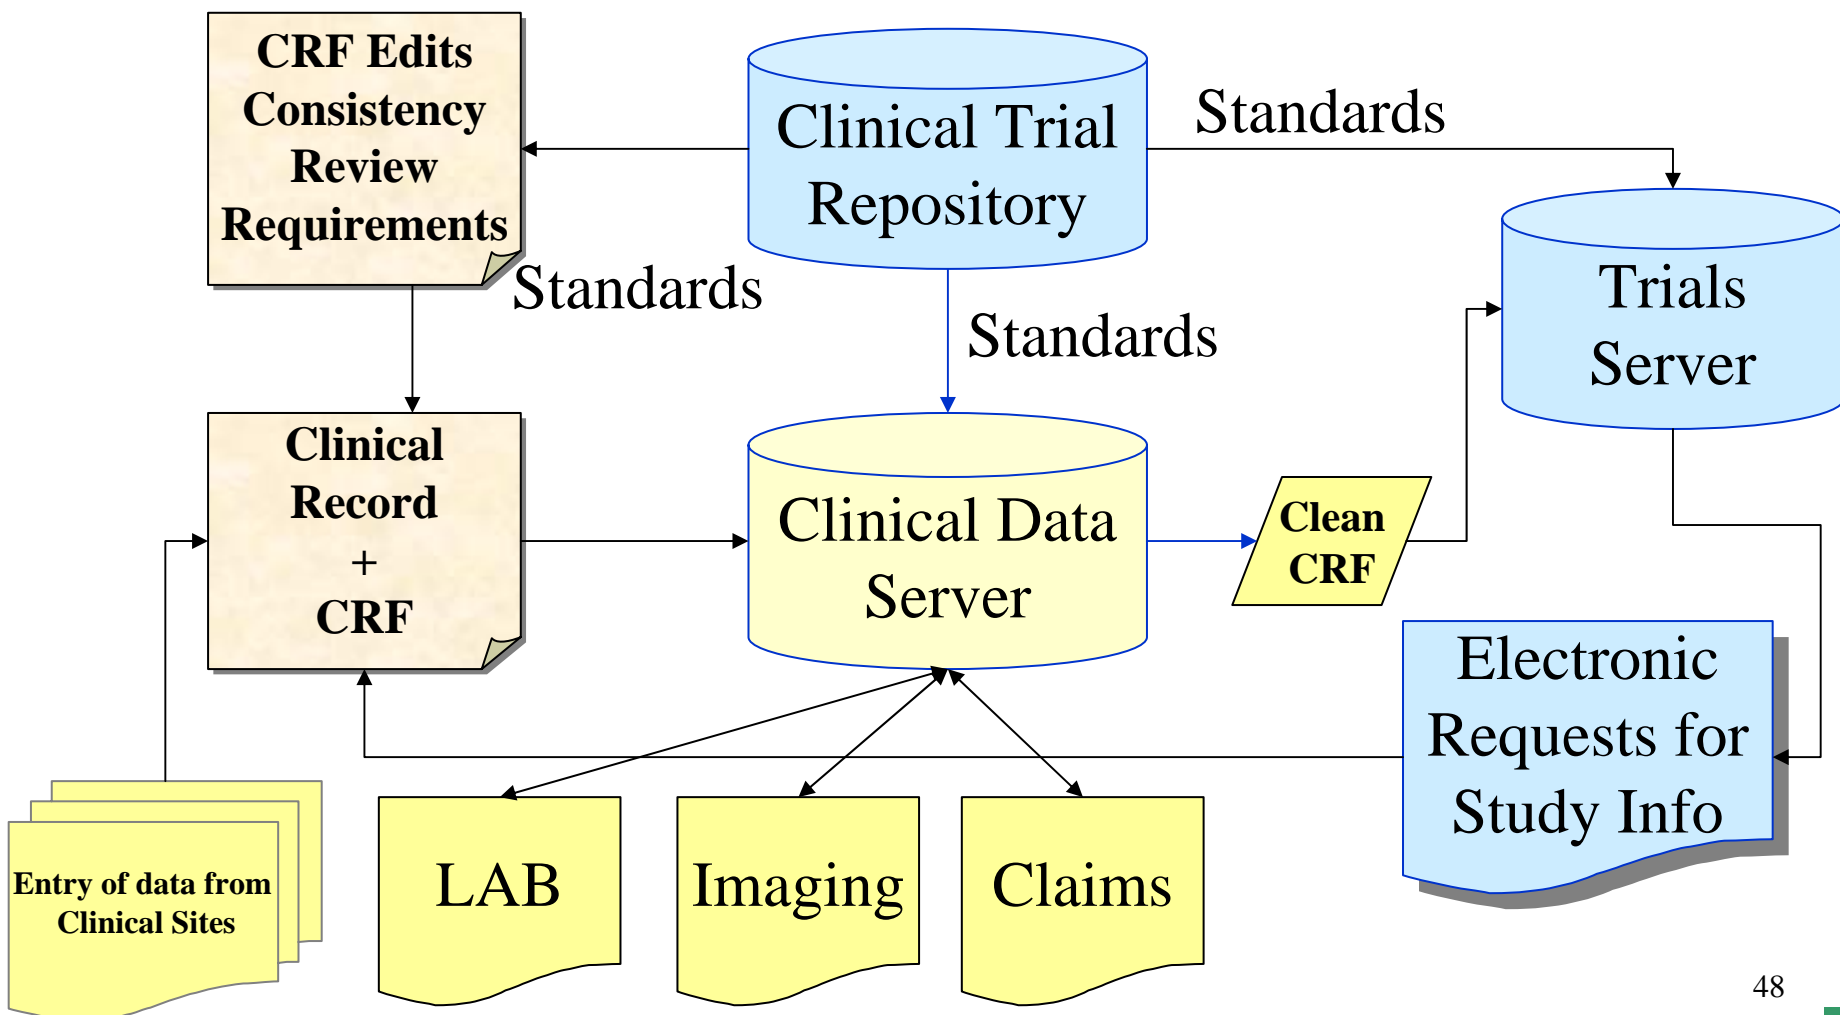 CRF Edits
Consistency
Review
Requirements
Clinical Trial
Repository
Standards
Standards
Standards
Trials
Server
Clinical
Record
+
CRF
Clinical Data
Server
Clean
CRF
Electronic
Requests for
Study Info
Entry of data from
Clinical Sites
LAB
Imaging
Claims
48